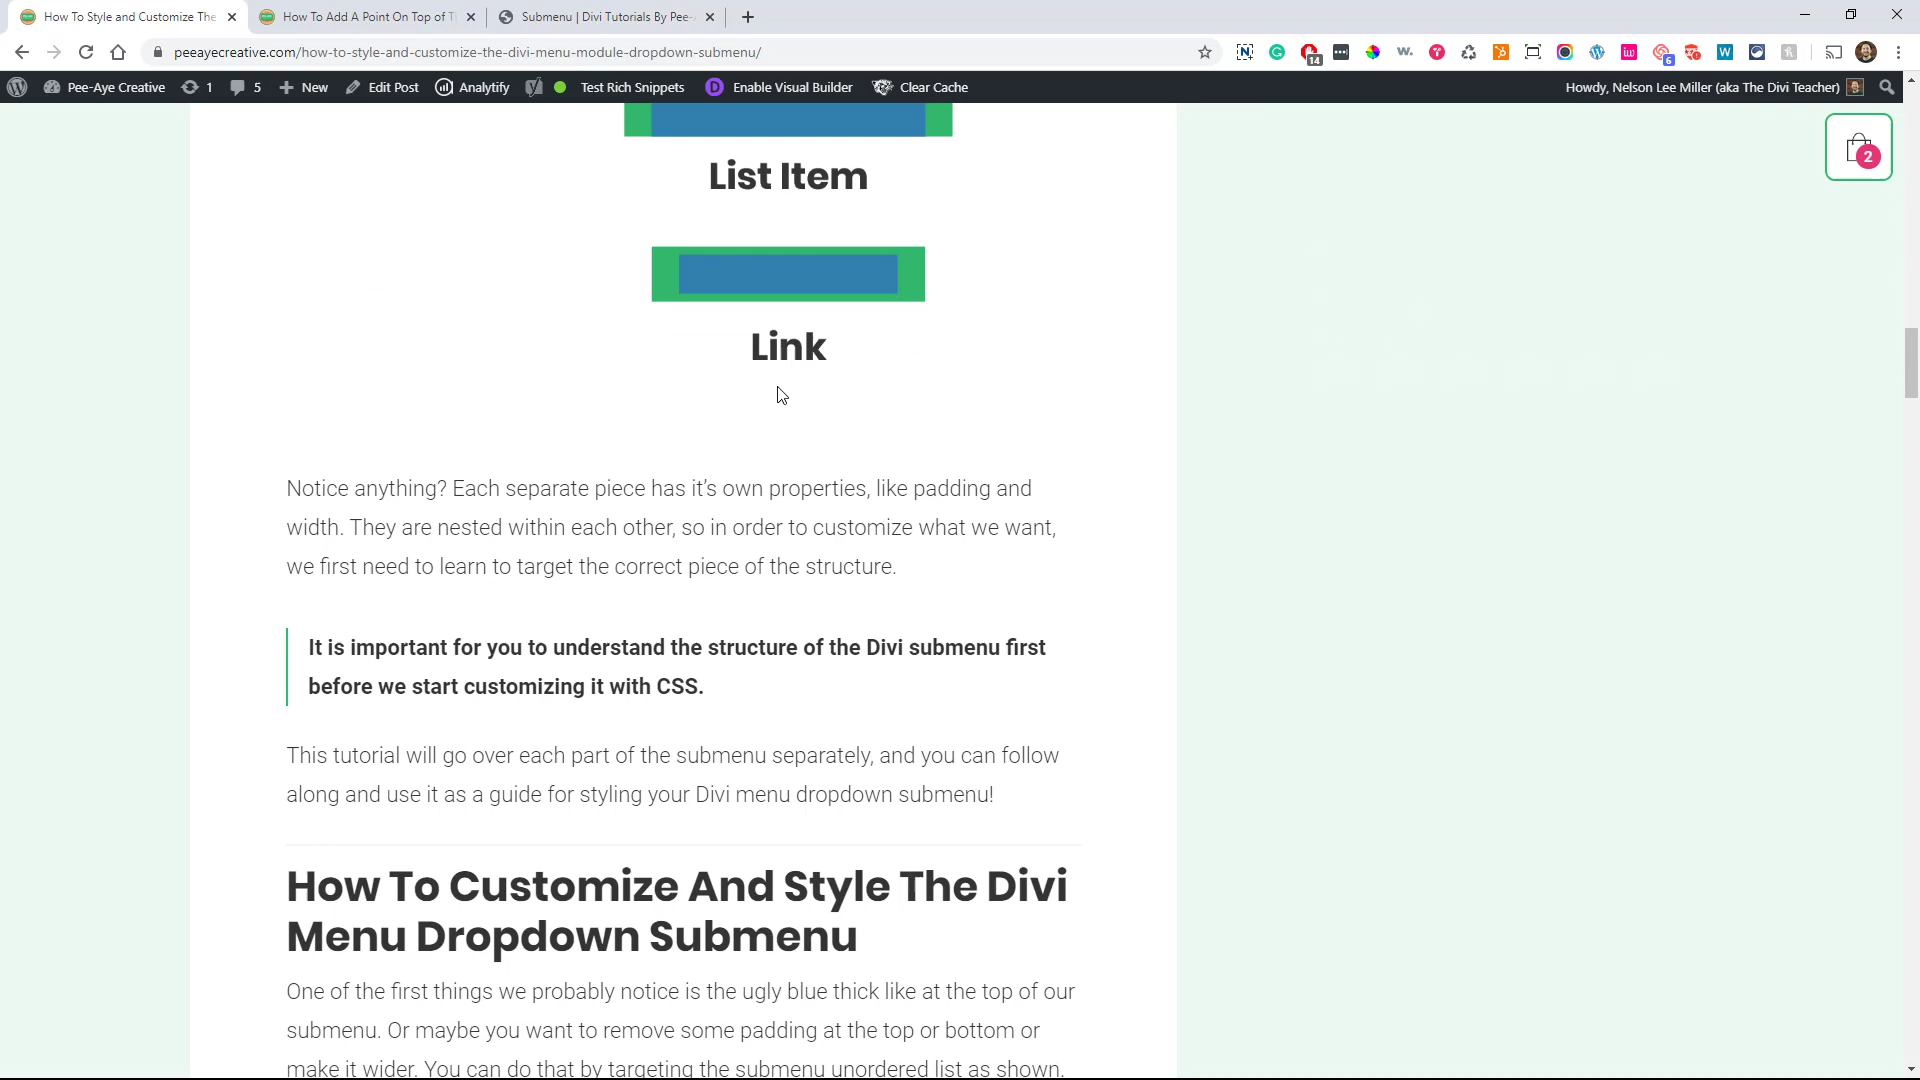 How To Style and Customize The
How To Add A Point On Top of T
Submenu | Divi Tutorials By Pee-
peeayecreative.com/how-to-style-and-customize-the-divi-menu-module-dropdown-submenu/
14
6
Pee-Aye Creative
1
5
New
Edit Post
Analytify
Test Rich Snippets
Enable Visual Builder
Clear Cache
Howdy, Nelson Lee Miller (aka The Divi Teacher)
2
List Item
Link
Notice anything? Each separate piece has it’s own properties, like padding and
width. They are nested within each other, so in order to customize what we want,
we first need to learn to target the correct piece of the structure.
It is important for you to understand the structure of the Divi submenu first
before we start customizing it with CSS.
This tutorial will go over each part of the submenu separately, and you can follow
along and use it as a guide for styling your Divi menu dropdown submenu!
How To Customize And Style The Divi
Menu Dropdown Submenu
One of the first things we probably notice is the ugly blue thick like at the top of our
submenu. Or maybe you want to remove some padding at the top or bottom or
make it wider. You can do that by targeting the submenu unordered list as shown.